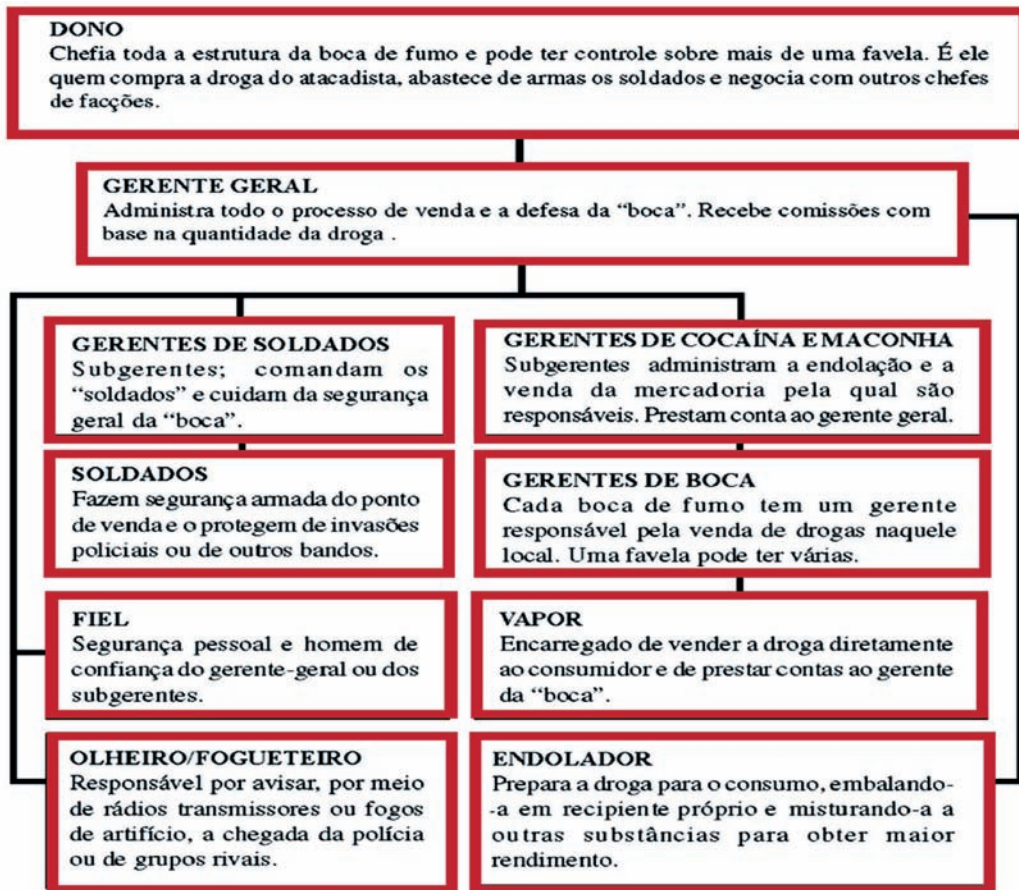 DONO
Chefia toda a estrutura da boca de fumo e pode ter controle sobre mais de uma favela. É ele
quem compra a droga do atacadista, abastece de armas os soldados e negocia com outros chefes
de facções.
GERENTE GERAL
Administra todo o processo de venda e a defesa da “boca”. Recebe comissões com
base na quantidade da droga .
GERENTES DE SOLDADOS
Subgerentes; comandam os
“soldados” e cuidam da segurança
geral da “boca”.
GERENTES DE COCAÍNA E MACONHA
Subgerentes administram a endolação e a
venda da mercadoria pela qual são
responsáveis. Prestam conta ao gerente geral.
SOLDADOS
Fazem segurança armada do ponto
de venda e o protegem de invasões
policiais ou de outros bandos.
GERENTES DE BOCA
Cada boca de fumo tem um gerente
responsável pela venda de drogas naquele
local. Uma favela pode ter várias.
FIEL
Segurança pessoal e homem de
confiança do gerente-geral ou dos
subgerentes.
VAPOR
Encarregado de vender a droga diretamente
ao consumidor e de prestar contas ao gerente
da “boca”.
OLHEIRO/FOGUETEIRO
Responsável por avisar, por meio
de rádios transmissores ou fogos
de artifício, a chegada da polícia
ou de grupos rivais.
ENDOLADOR
Prepara a droga para o consumo, embalando-
-a em recipiente próprio e misturando-a a
outras substâncias para obter maior
rendimento.